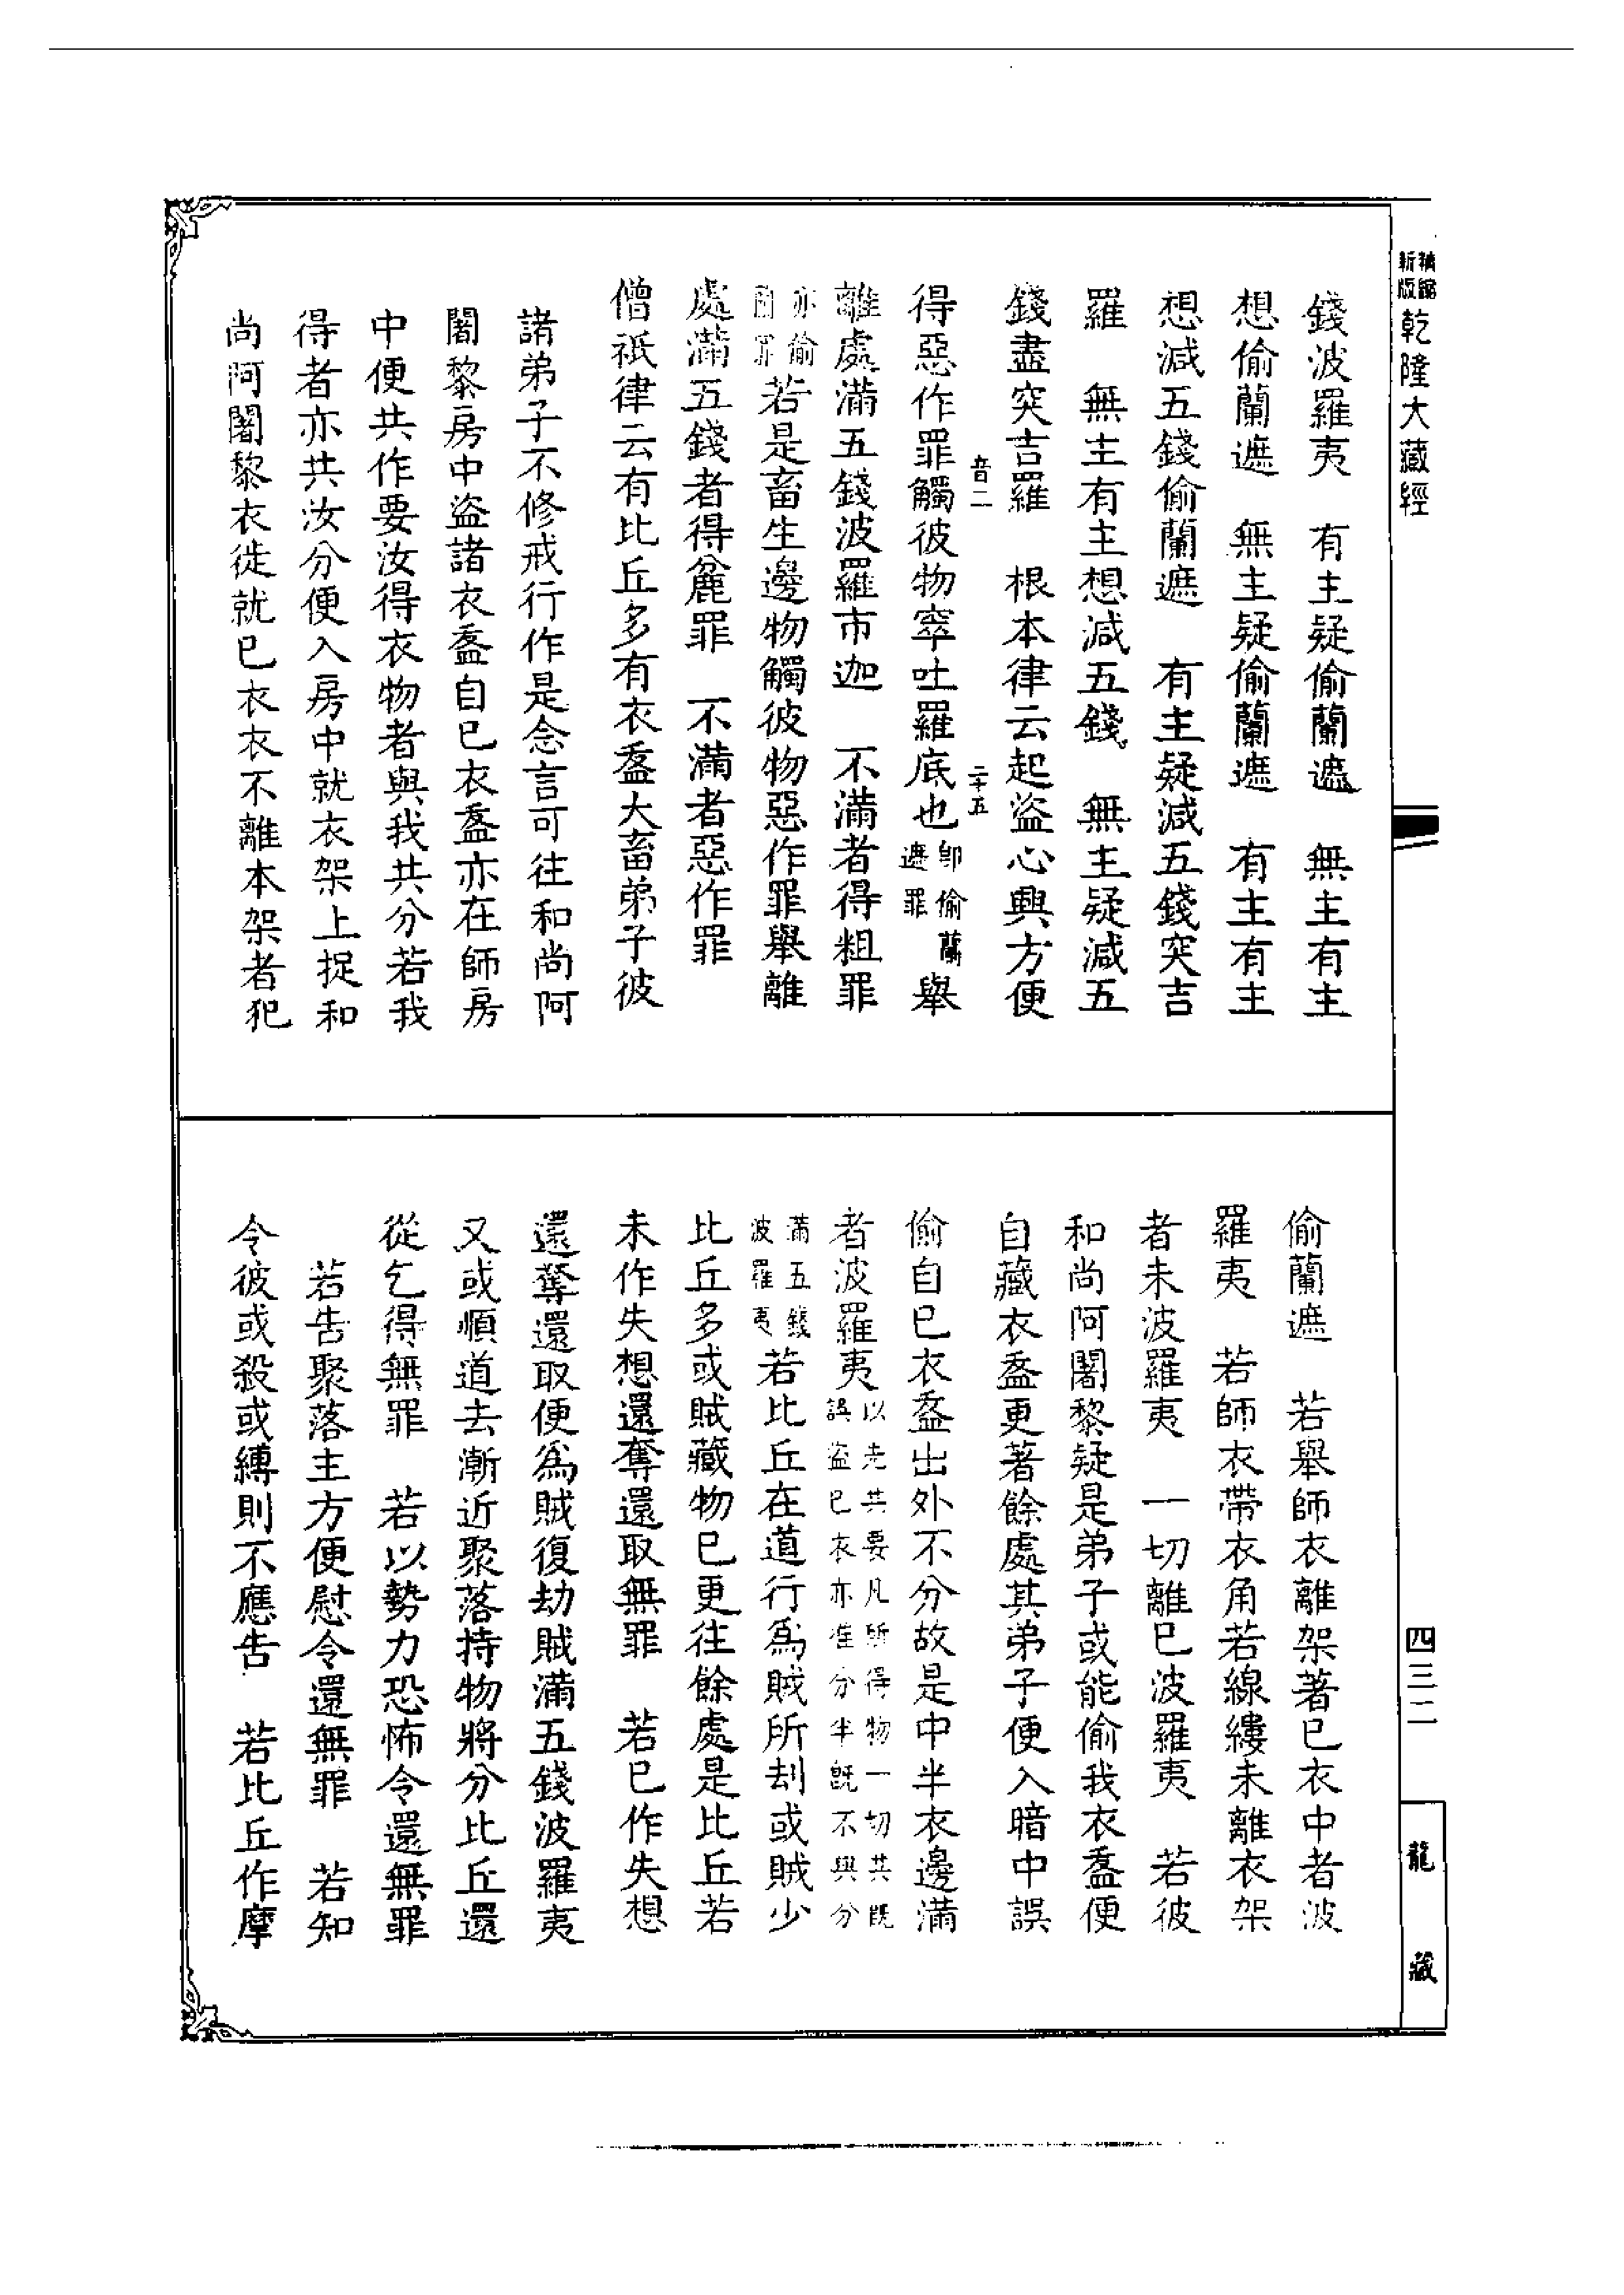 新版精縮乾隆大藏經
錢波羅夷　有主疑偷蘭遮　無主有主
想偷蘭遮　無主疑偷蘭遮　有主有主
想減五錢偷蘭遮　有主疑減五錢突吉
羅　無主有主想減五錢。無主疑減五
錢盡突吉羅　根本律云起盜心興方便
音二　二十五
得惡作罪觸彼物窣吐羅底也即偷蘭遮罪舉
離處滿五錢波羅市迦　不滿者得粗罪
亦偷蘭罪若是畜生邊物觸彼物惡作罪舉離
處滿五錢者得麄罪　不滿者惡作罪
僧祇律云有比丘多有衣盋大畜弟子彼
諸弟子不修戒行作是念言可往和尚阿
闍黎房中盜諸衣盋自已衣盋亦在師房
中便共作要汝得衣物者與我共分若我
得者亦共汝分便入房中就衣架上捉和
尚阿闍黎衣徙就已衣衣不離本架者犯
偷蘭遮　若舉師衣離架著已衣中者波
羅夷　若師衣帶衣角若線縷未離衣架
者未波羅夷　一切離已波羅夷　若彼
和尚阿闍黎疑是弟子或能偷我衣盋便
自藏衣盋更著餘處其弟子便入暗中誤
偷自已衣盋出外不分故是中半衣邊滿
者波羅夷以先共要凡所得物一切共既誤盜已衣亦准分半既不與分
滿五錢波羅夷若比丘在道行爲賊所刦或賊少
比丘多或賊藏物已更往餘處是比丘若
未作失想還奪還取無罪　若已作失想
還奪還取便爲賊復劫賊滿五錢波羅夷
又或順道去漸近聚落持物將分比丘還
從乞得無罪　若以勢力恐怖令還無罪
若告聚落主方便慰令還無罪　若知
令彼或殺或縛則不應告　若比丘作摩
四三二
龍藏